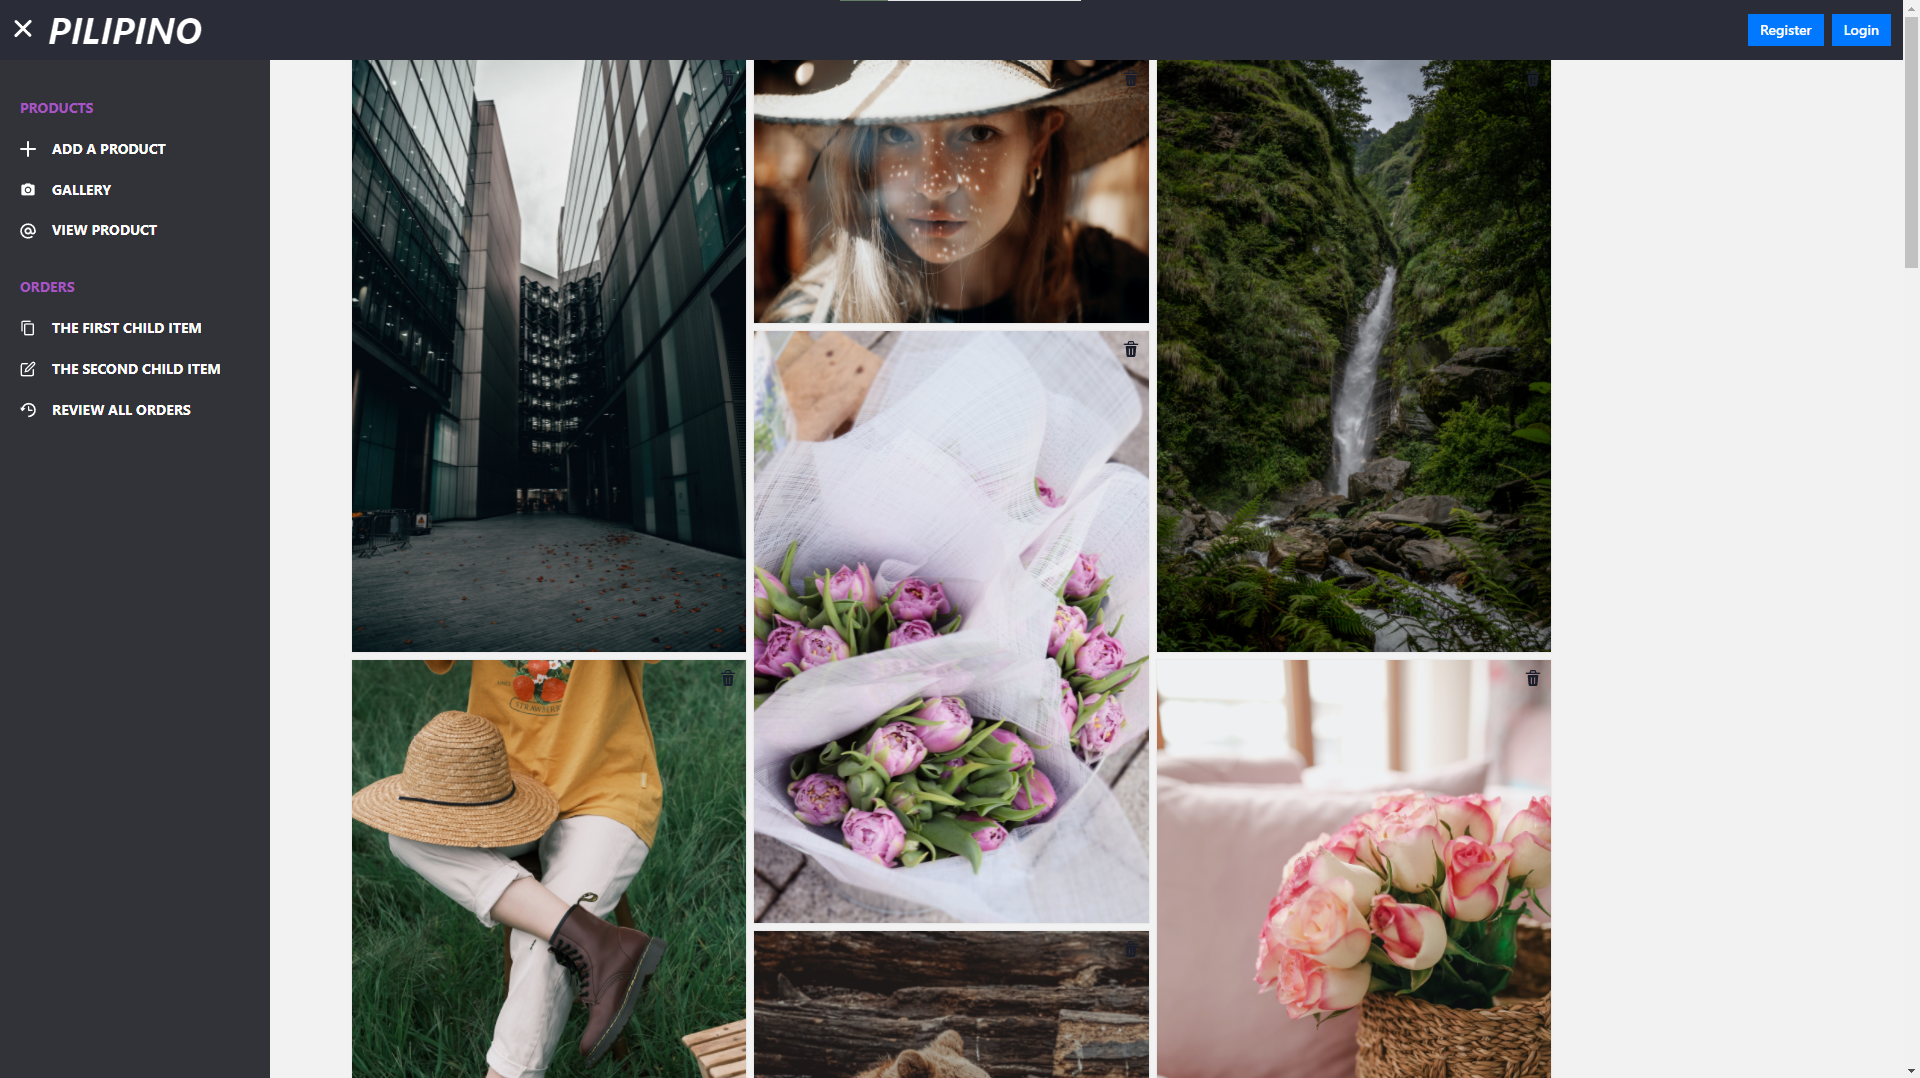 PILIPINO
Register
Login
PRODUCTS
ADD A PRODUCT
GALLERY
VIEW PRODUCT
ORDERS
THE FIRST CHILD ITEM
THE SECOND CHILD ITEM
REVIEW ALL ORDERS